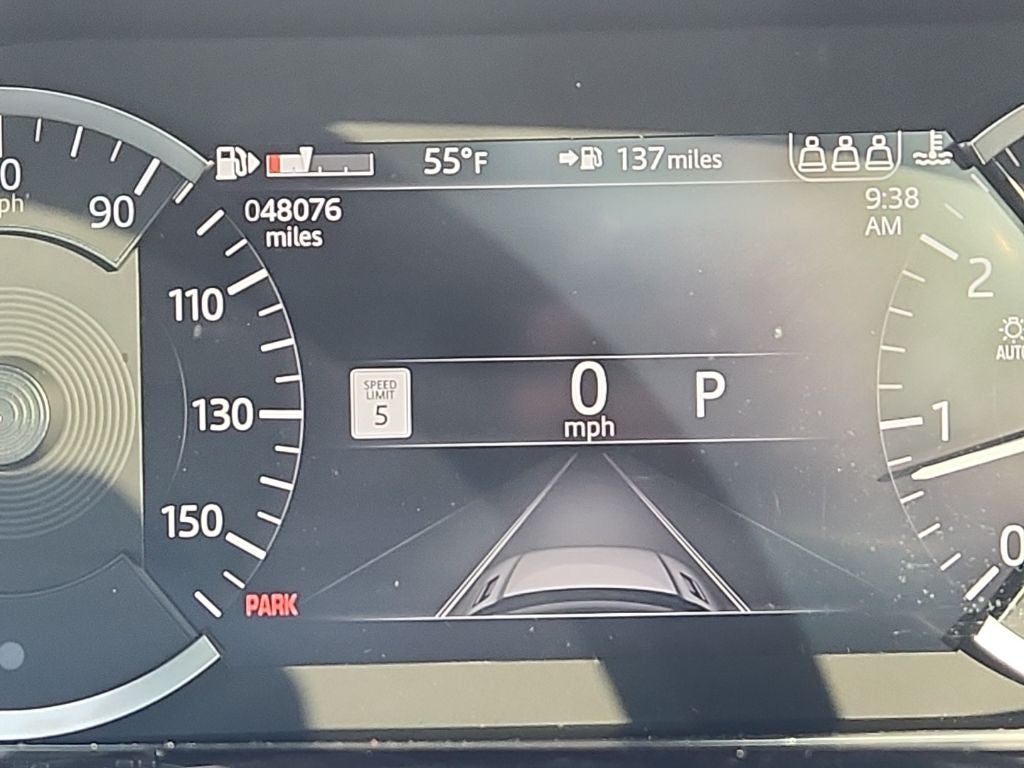 55°F
137 miles
048076
miles
9:38
AM
0
ph
90
110
130
150
PARK
SPEED
LIMIT
5
0
mph
P
2
1
0
AUTO